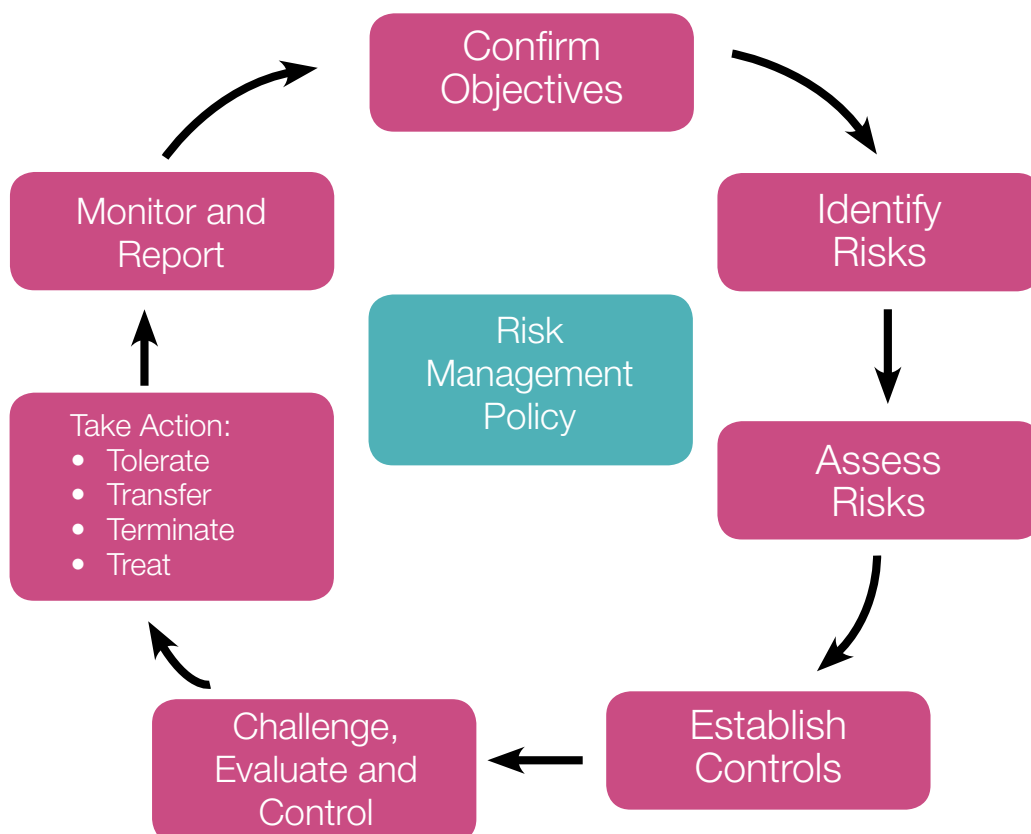 Confirm
Objectives
Identify
Risks
Assess
Risks
Establish
Controls
Challenge,
Evaluate and
Control
Take Action:
• Tolerate
• Transfer
• Terminate
• Treat
Monitor and
Report
Risk
Management
Policy